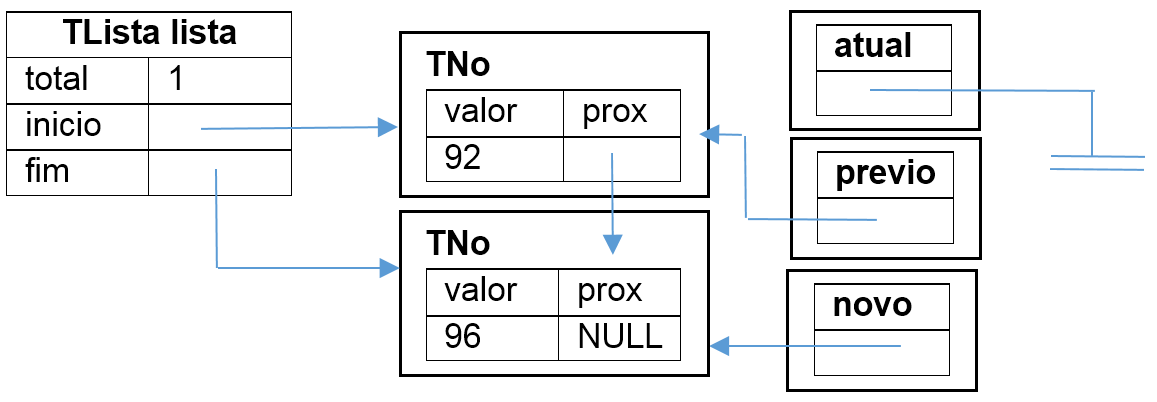 TLista lista
total 1
inicio
fim
TNo
valor prox
92
TNo
valor prox
96 NULL
atual
previo
novo